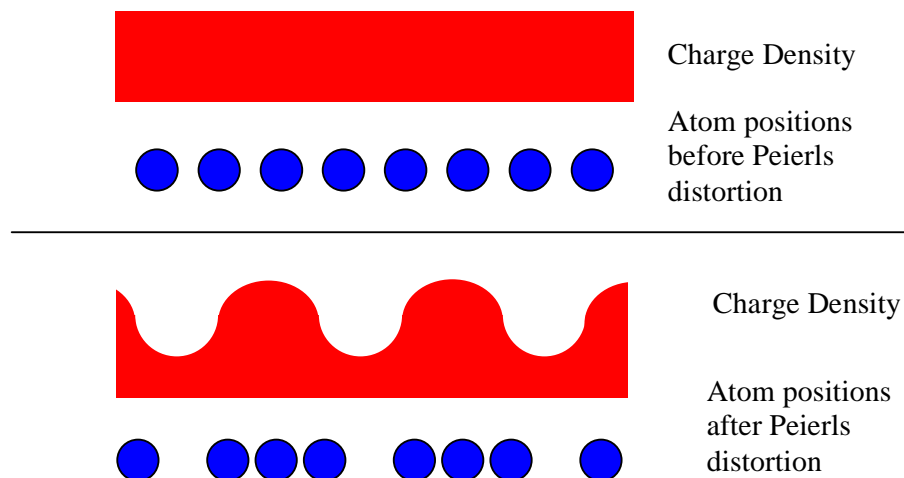 Charge Density
Atom positions
before Peierls
distortion
Charge Density
Atom positions
after Peierls
distortion